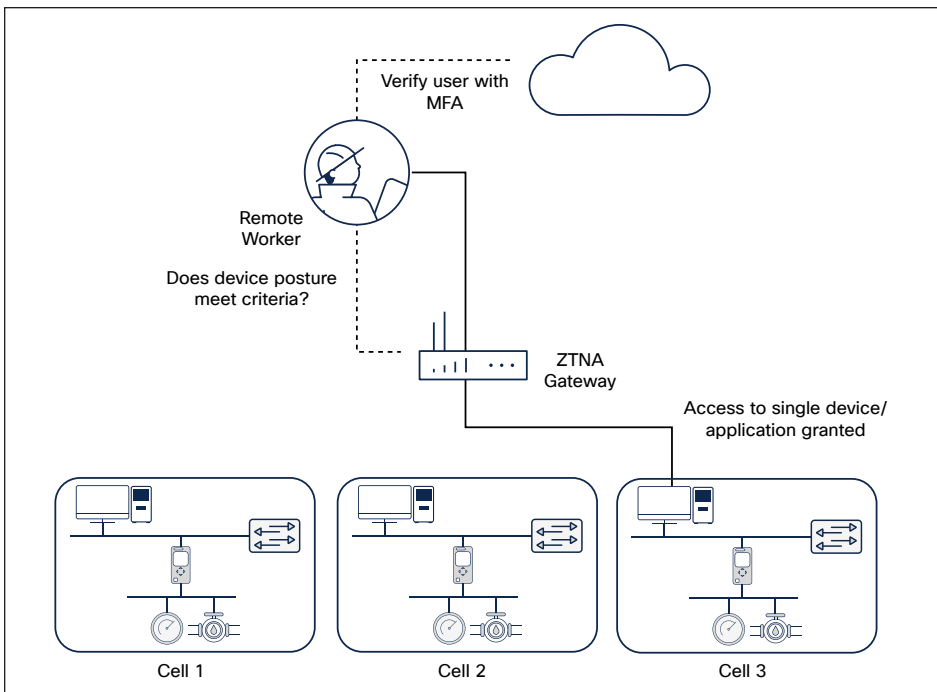 Verify user with
MFA
Remote
Worker
Does device posture
meet criteria?
ZTNA
Gateway
Access to single device/
application granted
Cell 1
Cell 2
Cell 3